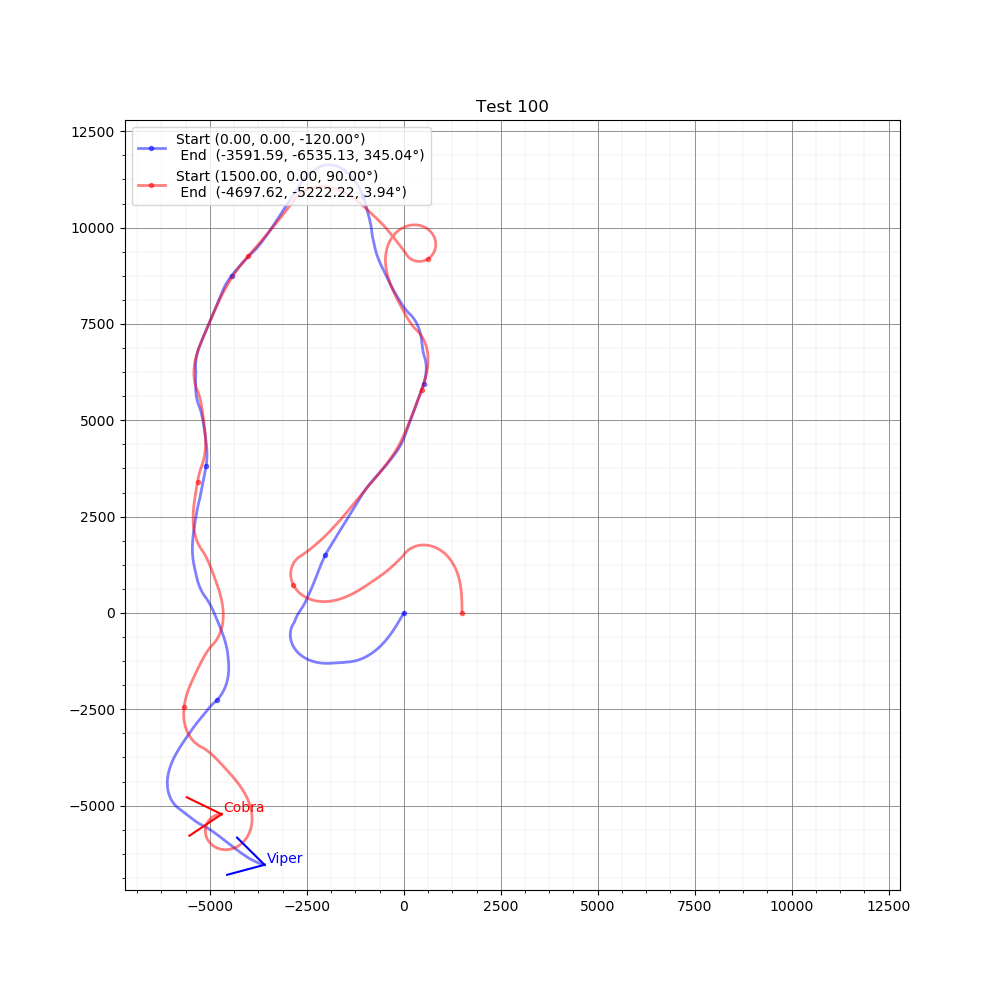 Test 100
Start (0.00, 0.00, -120.00°)
End (-3591.59, -6535.13, 345.04°)
Start (1500.00, 0.00, 90.00°)
End (-4697.62, -5222.22, 3.94°)
12500
10000
7500
5000
2500
0
−2500
−5000
Cobra
Viper
−5000 −2500 0 2500 5000 7500 10000 12500